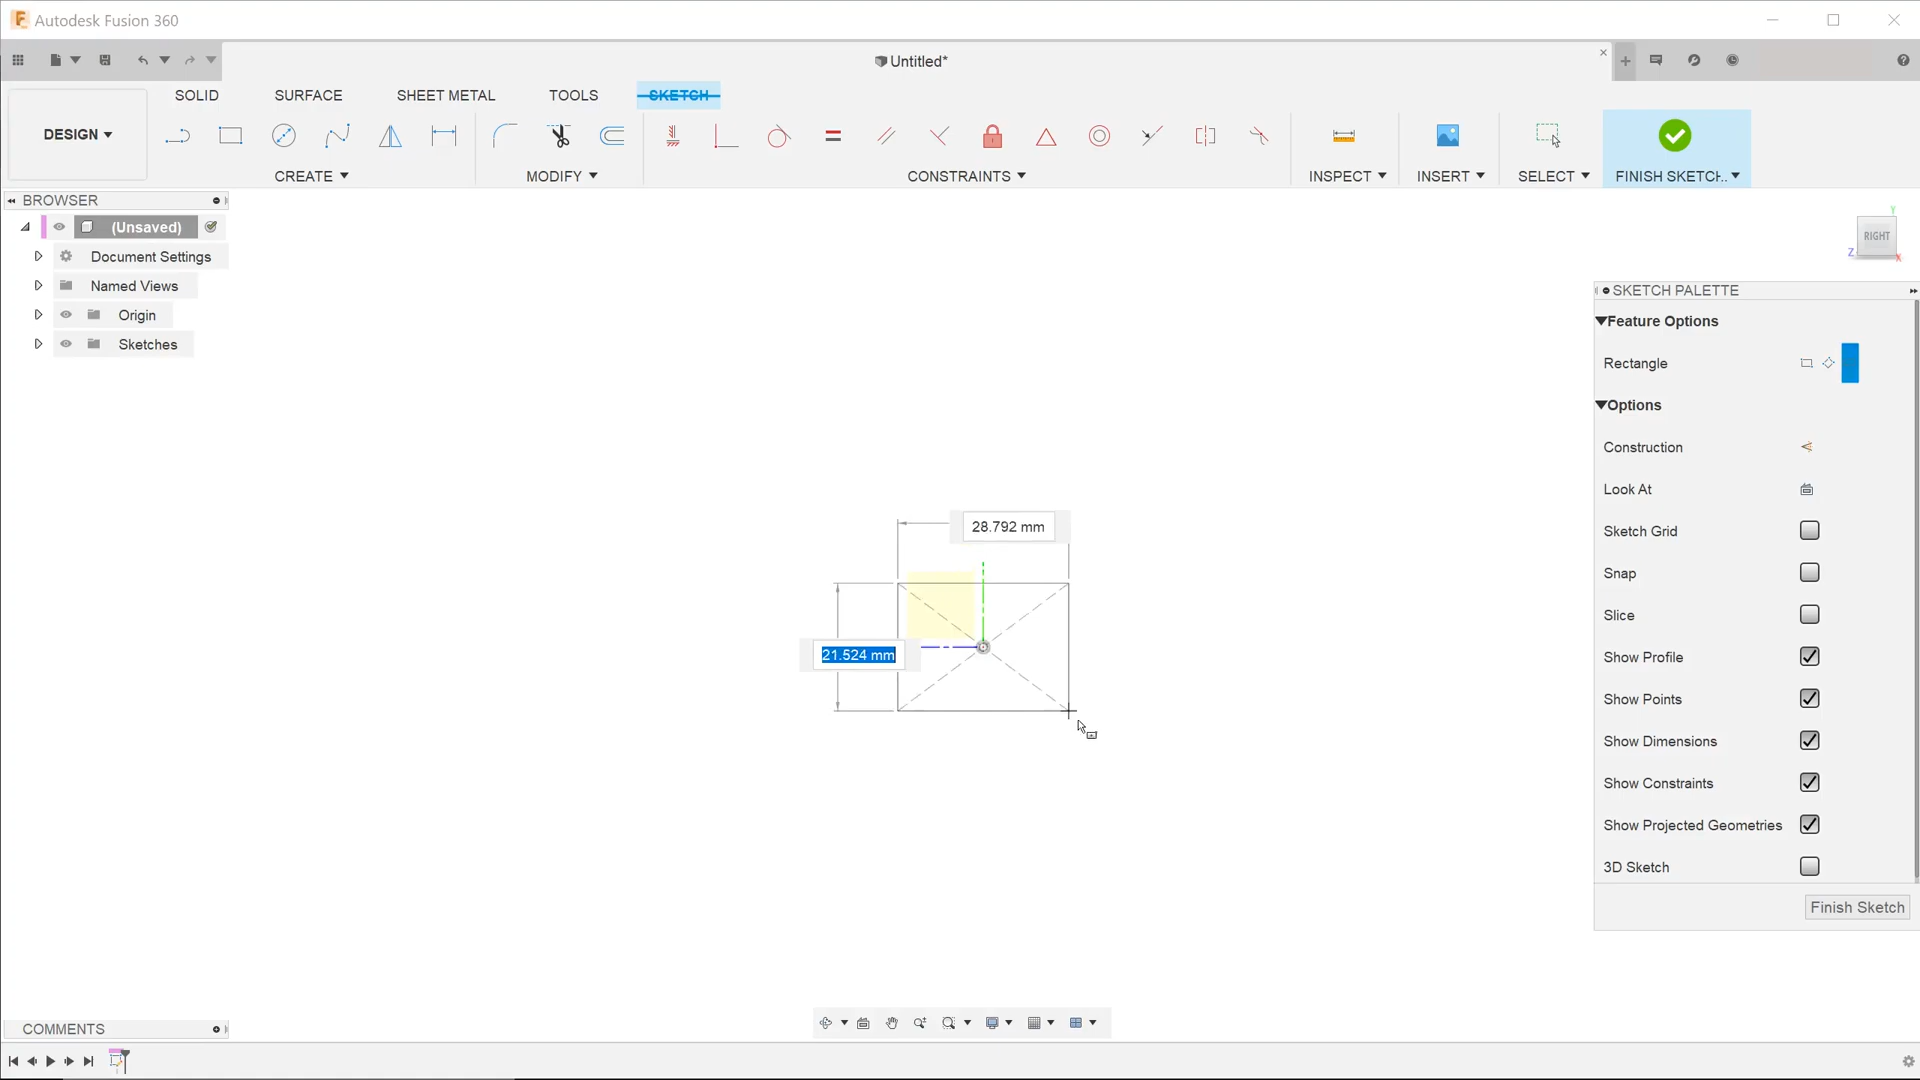 Autodesk Fusion 360
Untitled*
SOLID SURFACE SHEET METAL TOOLS SKETCH
DESIGN
CREATE MODIFY CONSTRAINTS INSPECT INSERT SELECT FINISH SKETCH..
BROWSER
(Unsaved)
Document Settings
Named Views
Origin
Sketches
Y
RIGHT
Z
X
SKETCH PALETTE
Feature Options
Rectangle
Options
Construction
Look At
Sketch Grid
Snap
Slice
Show Profile
Show Points
Show Dimensions
Show Constraints
Show Projected Geometries
3D Sketch
Finish Sketch
28.792 mm
21.524 mm
COMMENTS